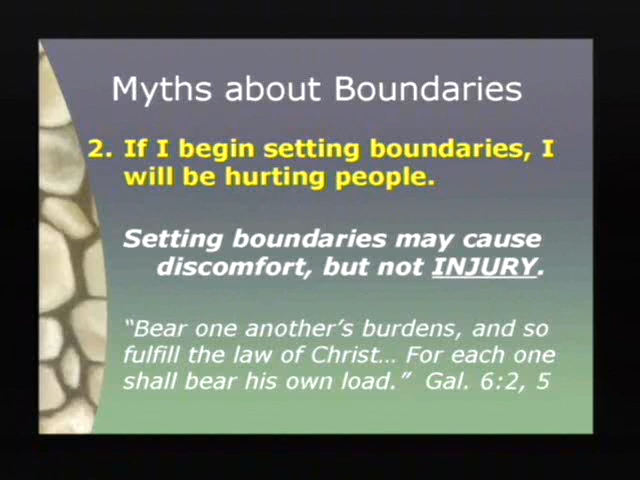 Myths about Boundaries
2. If I begin setting boundaries, I
will be hurting people.
Setting boundaries may cause
discomfort, but not INJURY.
“Bear one another’s burdens, and so
fulfill the law of Christ… For each one
shall bear his own load.” Gal. 6:2, 5